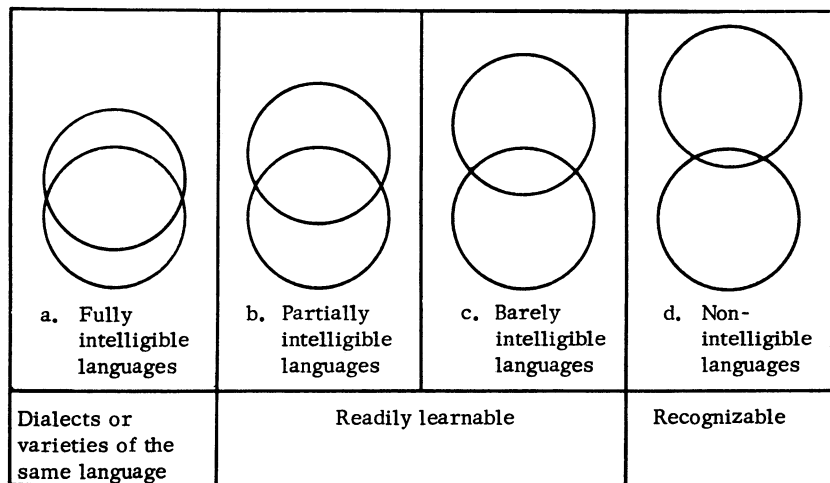 a. Fully
intelligible
languages
b. Partially
intelligible
languages
c. Barely
intelligible
languages
d. Non-
intelligible
languages
Dialects or
varieties of the
same language
Readily learnable
Recognizable